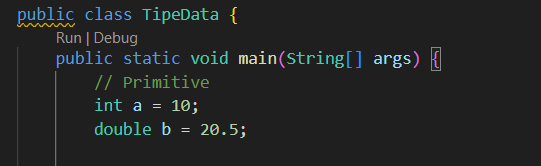 public class TipeData {
Run | Debug
public static void main(String[] args) {
// Primitive
int a = 10;
double b = 20.5;